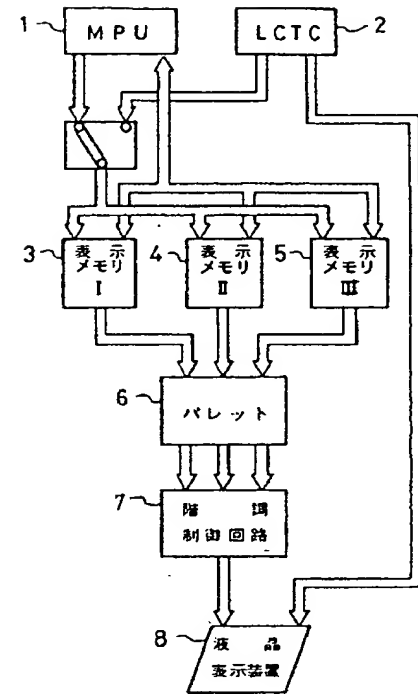 1 MPU
LCTC 2
3 表示
メモリ
I
4 表示
メモリ
II
5 表示
メモリ
III
6 パレット
7 階調
制御回路
8 液晶
表示装置